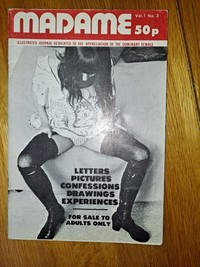 MADAME
Vol.1 No. 3
50p
ILLUSTRATED JOURNAL DEDICATED TO THE APPRECIATION OF THE DOMINANT FEMALE
LETTERS
PICTURES
CONFESSIONS
DRAWINGS
EXPERIENCES
FOR SALE TO
ADULTS ONLY